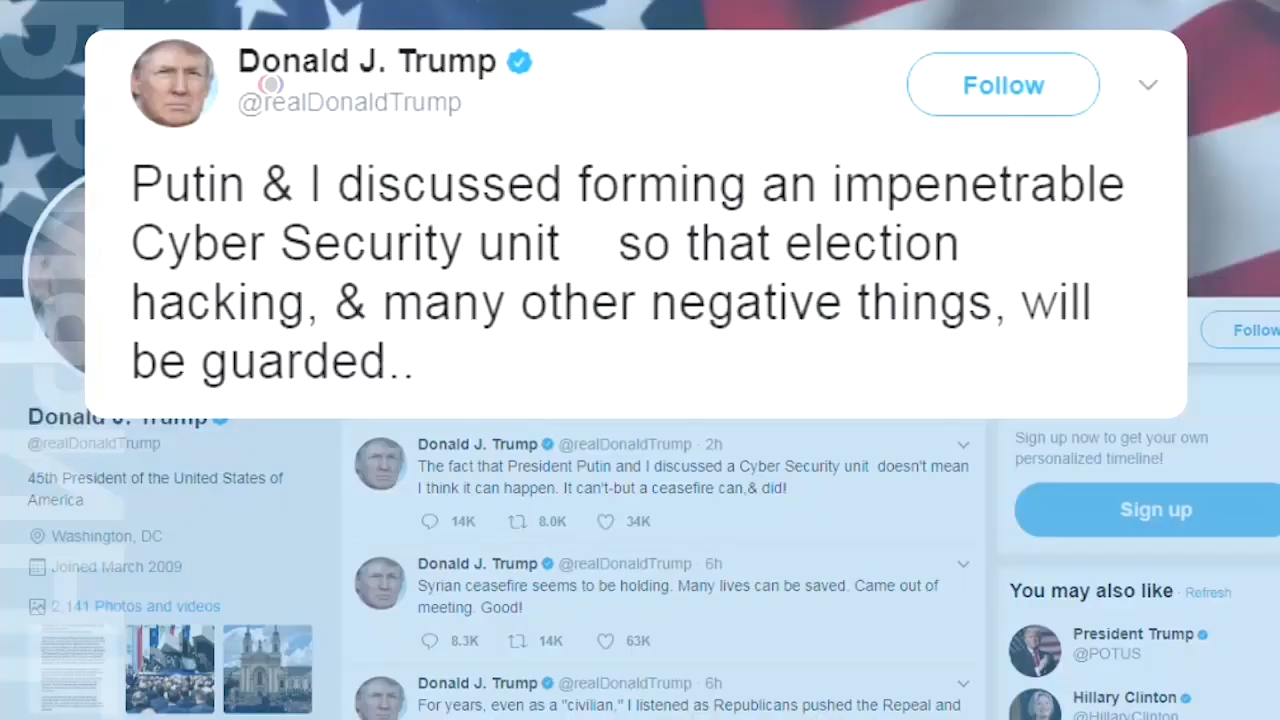 Donald J. Trump
@realDonaldTrump
Follow
Putin & I discussed forming an impenetrable
Cyber Security unit so that election
hacking, & many other negative things, will
be guarded..
Follow
Donald J. Trump
@realDonaldTrump
45th President of the United States of
America
Washington, DC
Joined March 2009
2,141 Photos and videos
Donald J. Trump @realDonaldTrump · 2h
The fact that President Putin and I discussed a Cyber Security unit doesn't mean
I think it can happen. It can't-but a ceasefire can,& did!
14K 8.0K 34K
Donald J. Trump @realDonaldTrump · 6h
Syrian ceasefire seems to be holding. Many lives can be saved. Came out of
meeting. Good!
8.3K 14K 63K
Donald J. Trump @realDonaldTrump · 6h
For years, even as a "civilian," I listened as Republicans pushed the Repeal and
Sign up now to get your own
personalized timeline!
Sign up
You may also like · Refresh
President Trump
@POTUS
Hillary Clinton
@HillaryClinton